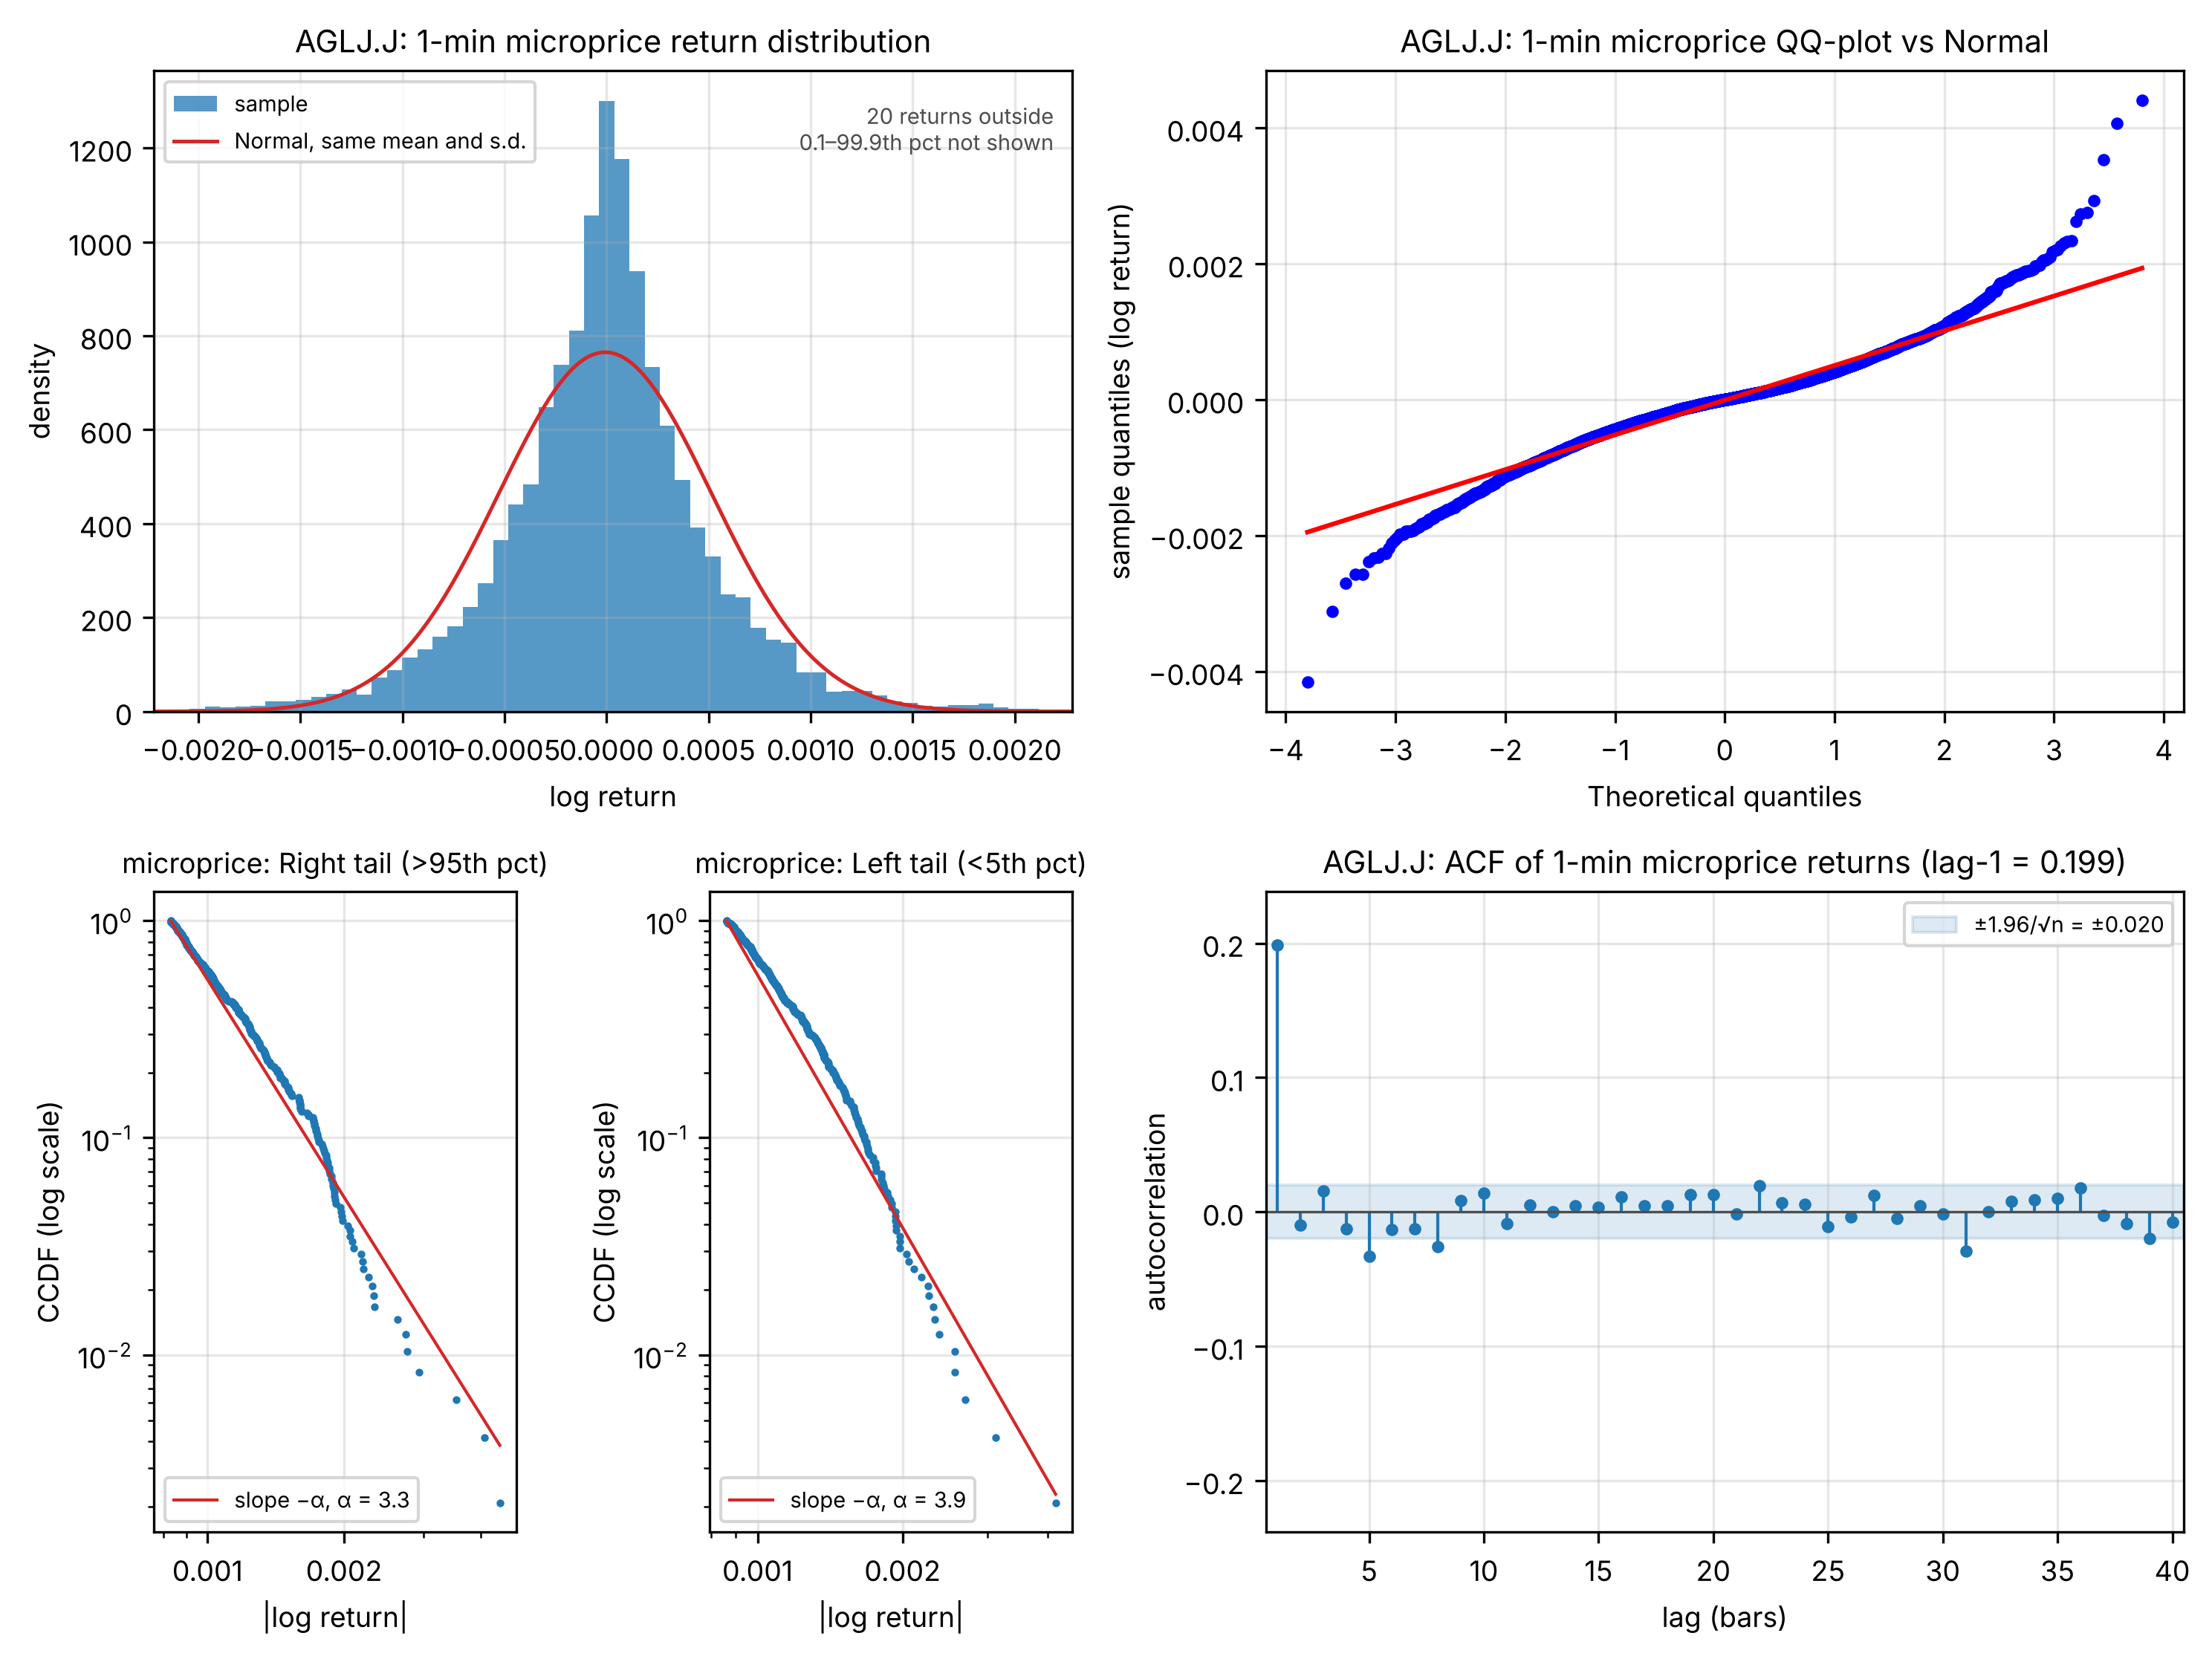 AGLJ.J: 1-min microprice return distribution
sample
Normal, same mean and s.d.
20 returns outside
0.1–99.9th pct not shown
density
1200
1000
800
600
400
200
0
−0.0020 −0.0015 −0.0010 −0.0005 0.0000 0.0005 0.0010 0.0015 0.0020
log return
AGLJ.J: 1-min microprice QQ-plot vs Normal
sample quantiles (log return)
0.004
0.002
0.000
−0.002
−0.004
−4 −3 −2 −1 0 1 2 3 4
Theoretical quantiles
microprice: Right tail (>95th pct)
CCDF (log scale)
10⁰
10⁻¹
10⁻²
slope −α, α = 3.3
0.001 0.002
|log return|
microprice: Left tail (<5th pct)
CCDF (log scale)
10⁰
10⁻¹
10⁻²
slope −α, α = 3.9
0.001 0.002
|log return|
AGLJ.J: ACF of 1-min microprice returns (lag-1 = 0.199)
±1.96/√n = ±0.020
autocorrelation
0.2
0.1
0.0
−0.1
−0.2
5 10 15 20 25 30 35 40
lag (bars)